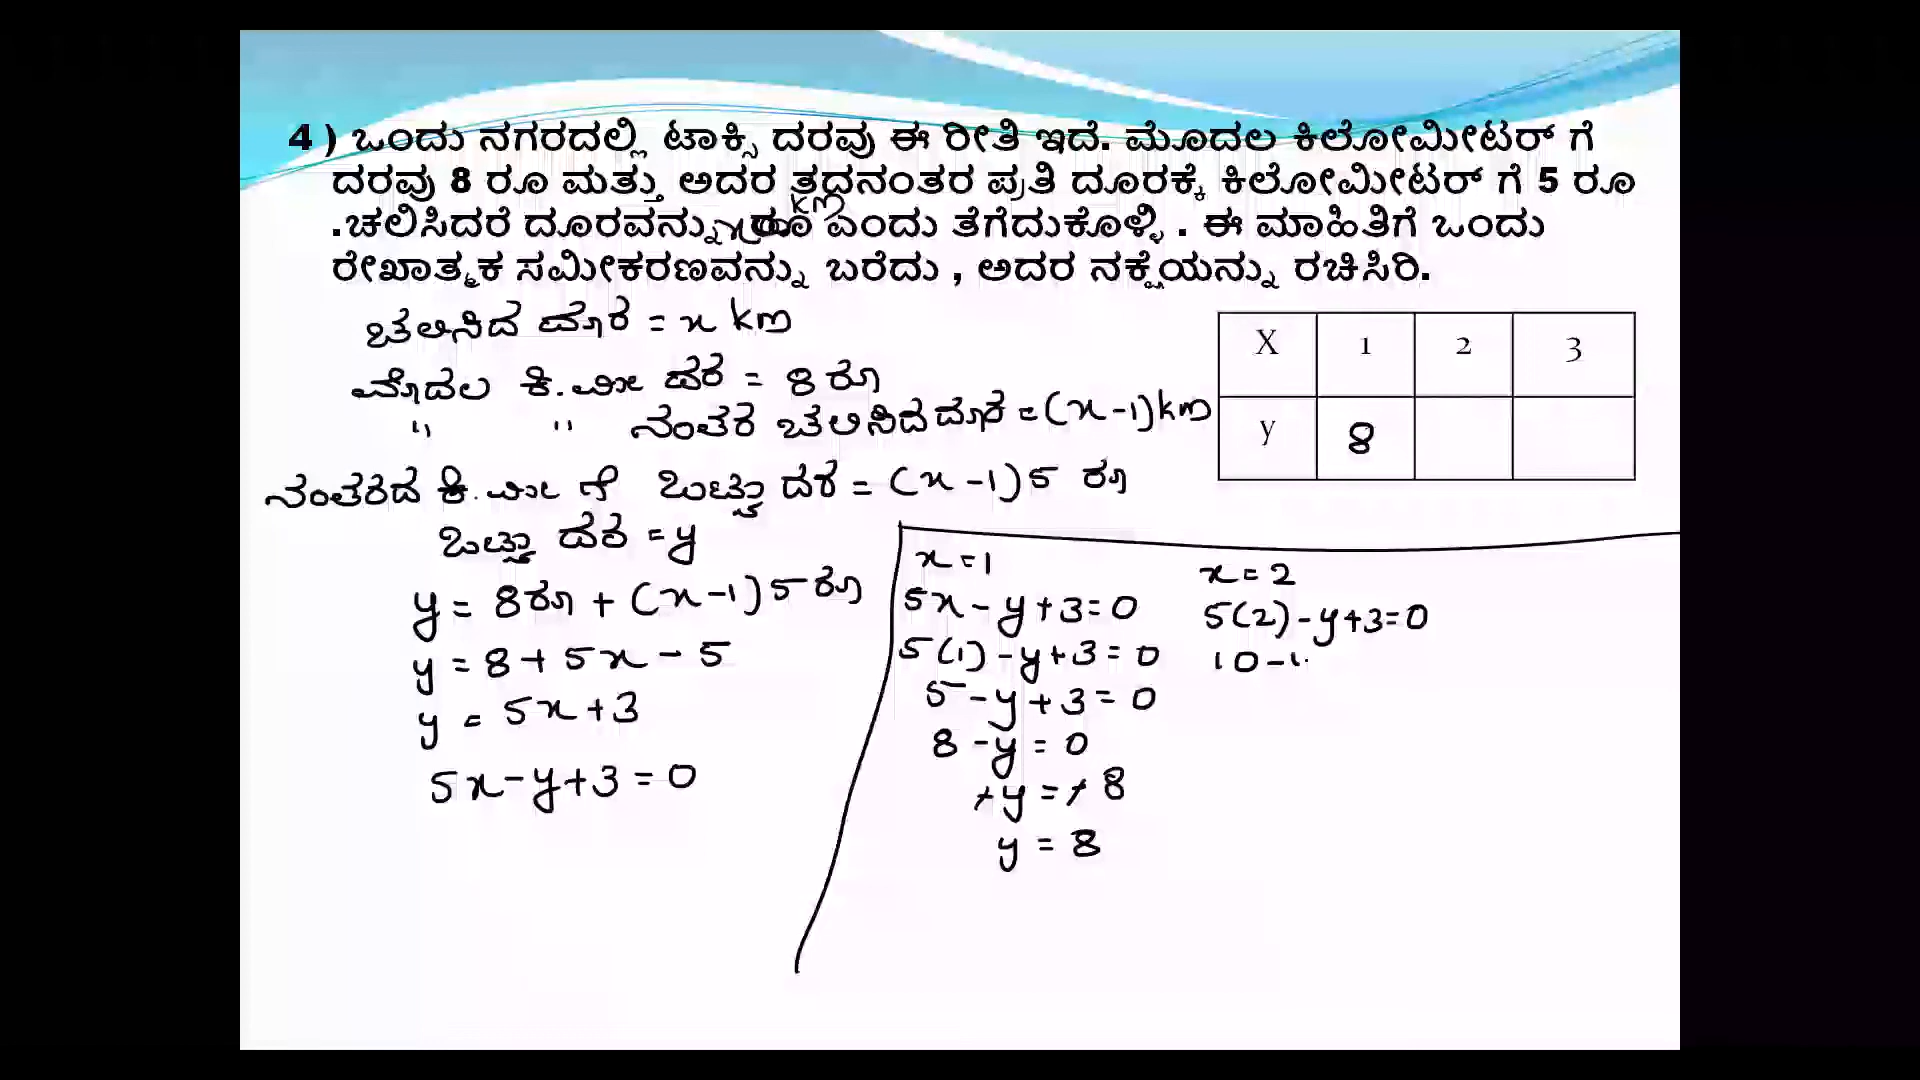 4 ) ಒಂದು ನಗರದಲ್ಲಿ ಟಾಕ್ಸಿ ದರವು ಈ ರೀತಿ ಇದೆ. ಮೊದಲ ಕಿಲೋಮೀಟರ್ ಗೆ
ದರವು 8 ರೂ ಮತ್ತು ಅದರ ತದನಂತರ ಪ್ರತಿ ದೂರಕ್ಕೆ ಕಿಲೋಮೀಟರ್ ಗೆ 5 ರೂ
.ಚಲಿಸಿದರೆ ದೂರವನ್ನು x km ಎಂದು ತೆಗೆದುಕೊಳ್ಳಿ . ಈ ಮಾಹಿತಿಗೆ ಒಂದು
ರೇಖಾತ್ಮಕ ಸಮೀಕರಣವನ್ನು ಬರೆದು , ಅದರ ನಕ್ಷೆಯನ್ನು ರಚಿಸಿರಿ.
ಚಲಿಸಿದ ದೂರ = x km
ಮೊದಲ ಕಿ.ಮೀ ದರ = 8 ರೂ
" " ನಂತರ ಚಲಿಸಿದ ದೂರ = (x-1) km
ನಂತರದ ಕಿ.ಮೀ ಗೆ ಒಟ್ಟು ದರ = (x-1) 5 ರೂ
ಒಟ್ಟು ದರ = y
y = 8 ರೂ + (x-1) 5 ರೂ
y = 8 + 5x - 5
y = 5x + 3
5x - y + 3 = 0
X 1 2 3
y 8
x = 1
5x - y + 3 = 0
5(1) - y + 3 = 0
5 - y + 3 = 0
8 - y = 0
-y = -8
y = 8
x = 2
5(2) - y + 3 = 0
10 -